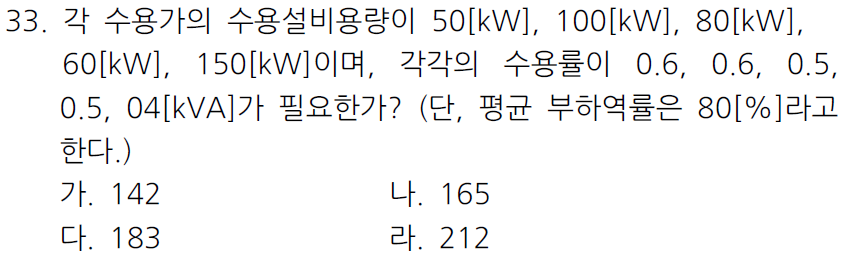 33. 각 수용가의 수용설비용량이 50[kW], 100[kW], 80[kW],
60[kW], 150[kW]이며, 각각의 수용률이 0.6, 0.6, 0.5,
0.5, 04[kVA]가 필요한가? (단, 평균 부하역률은 80[%]라고
한다.)
가. 142 나. 165
다. 183 라. 212